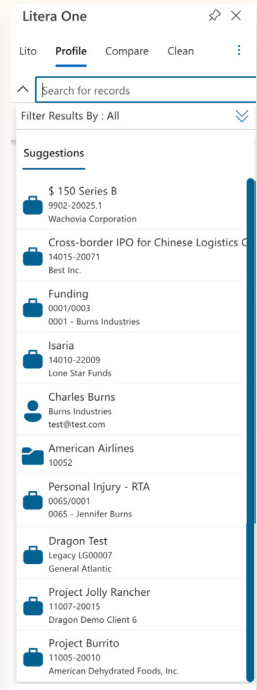 Litera One
Lito Profile Compare Clean
Search for records
Filter Results By : All
Suggestions
$ 150 Series B
9902-20025.1
Wachovia Corporation
Cross-border IPO for Chinese Logistics C
14015-20071
Best Inc.
Funding
0001/0003
0001 - Burns Industries
Isaria
14010-22009
Lone Star Funds
Charles Burns
Burns Industries
test@test.com
American Airlines
10052
Personal Injury - RTA
0065/0001
0065 - Jennifer Burns
Dragon Test
Legacy LG00007
General Atlantic
Project Jolly Rancher
11007-20015
Dragon Demo Client 6
Project Burrito
11005-20010
American Dehydrated Foods, Inc.